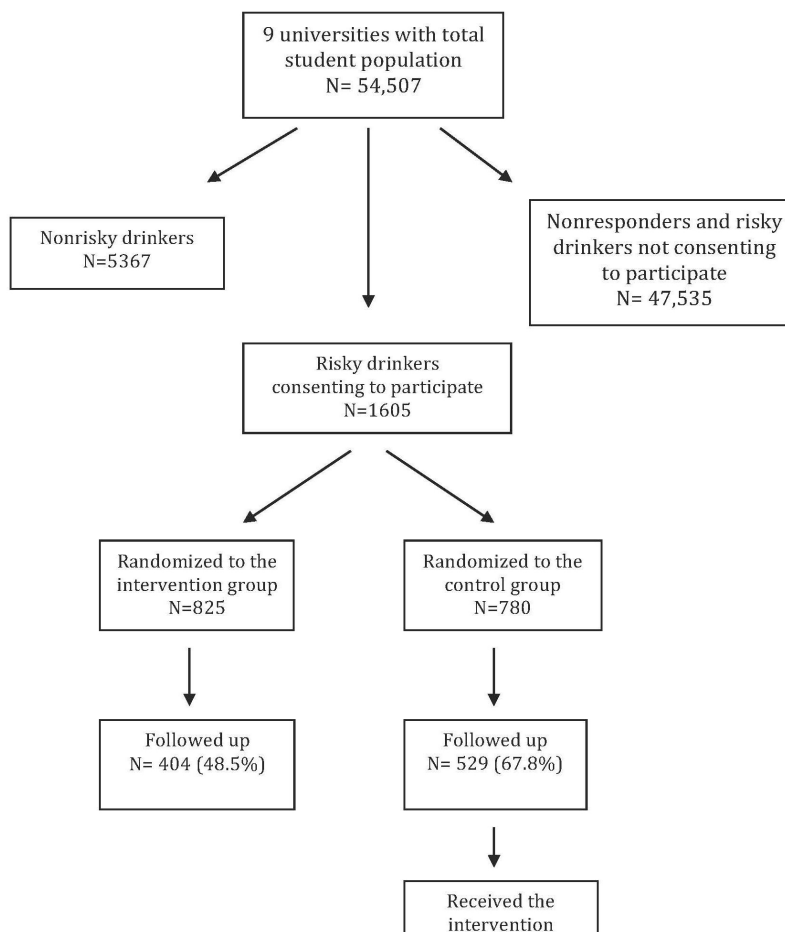 9 universities with total
student population
N= 54,507
Nonrisky drinkers
N=5367
Nonresponders and risky
drinkers not consenting
to participate
N= 47,535
Risky drinkers
consenting to participate
N=1605
Randomized to the
intervention group
N=825
Randomized to the
control group
N=780
Followed up
N= 404 (48.5%)
Followed up
N= 529 (67.8%)
Received the
intervention